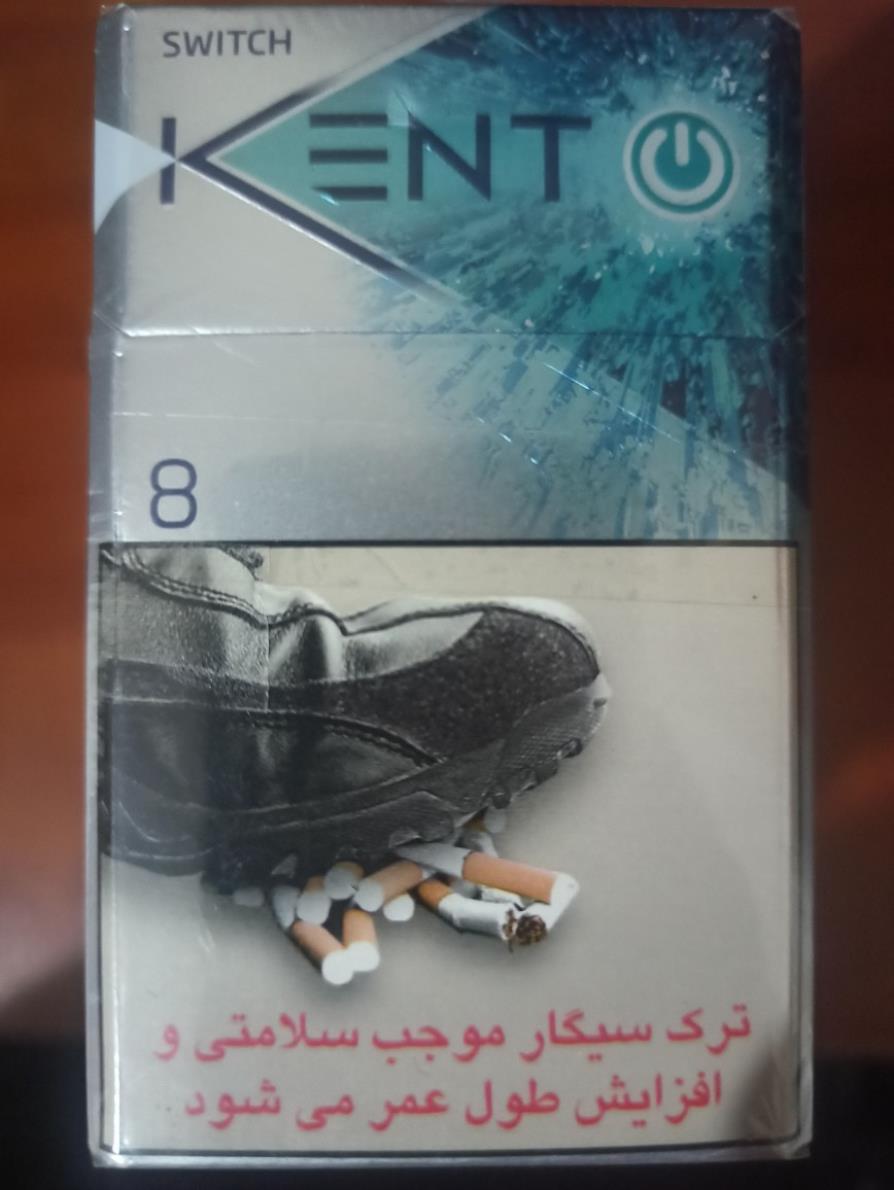 SWITCH
KENT
8
ترک سیگار موجب سلامتی و
افزایش طول عمر می شود